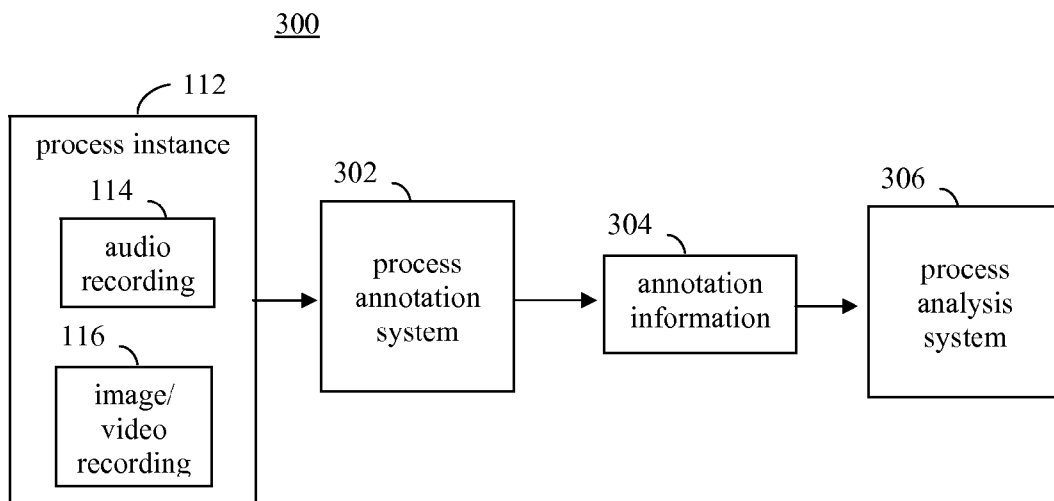 300
112
process instance
114
audio
recording
116
image/
video
recording
302
process
annotation
system
304
annotation
information
306
process
analysis
system